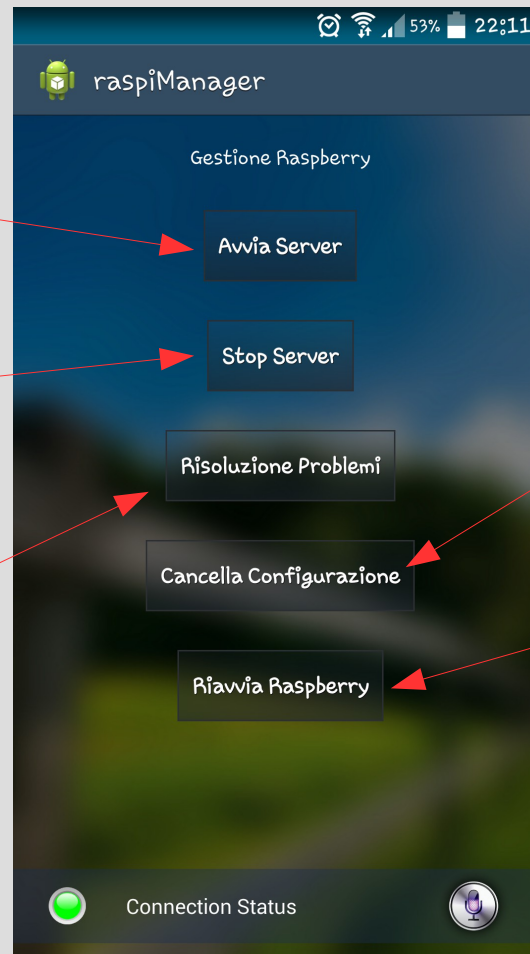 53% 22:11
raspiManager
Gestione Raspberry
Avvia Server
Stop Server
Risoluzione Problemi
Cancella Configurazione
Riavvia Raspberry
Connection Status